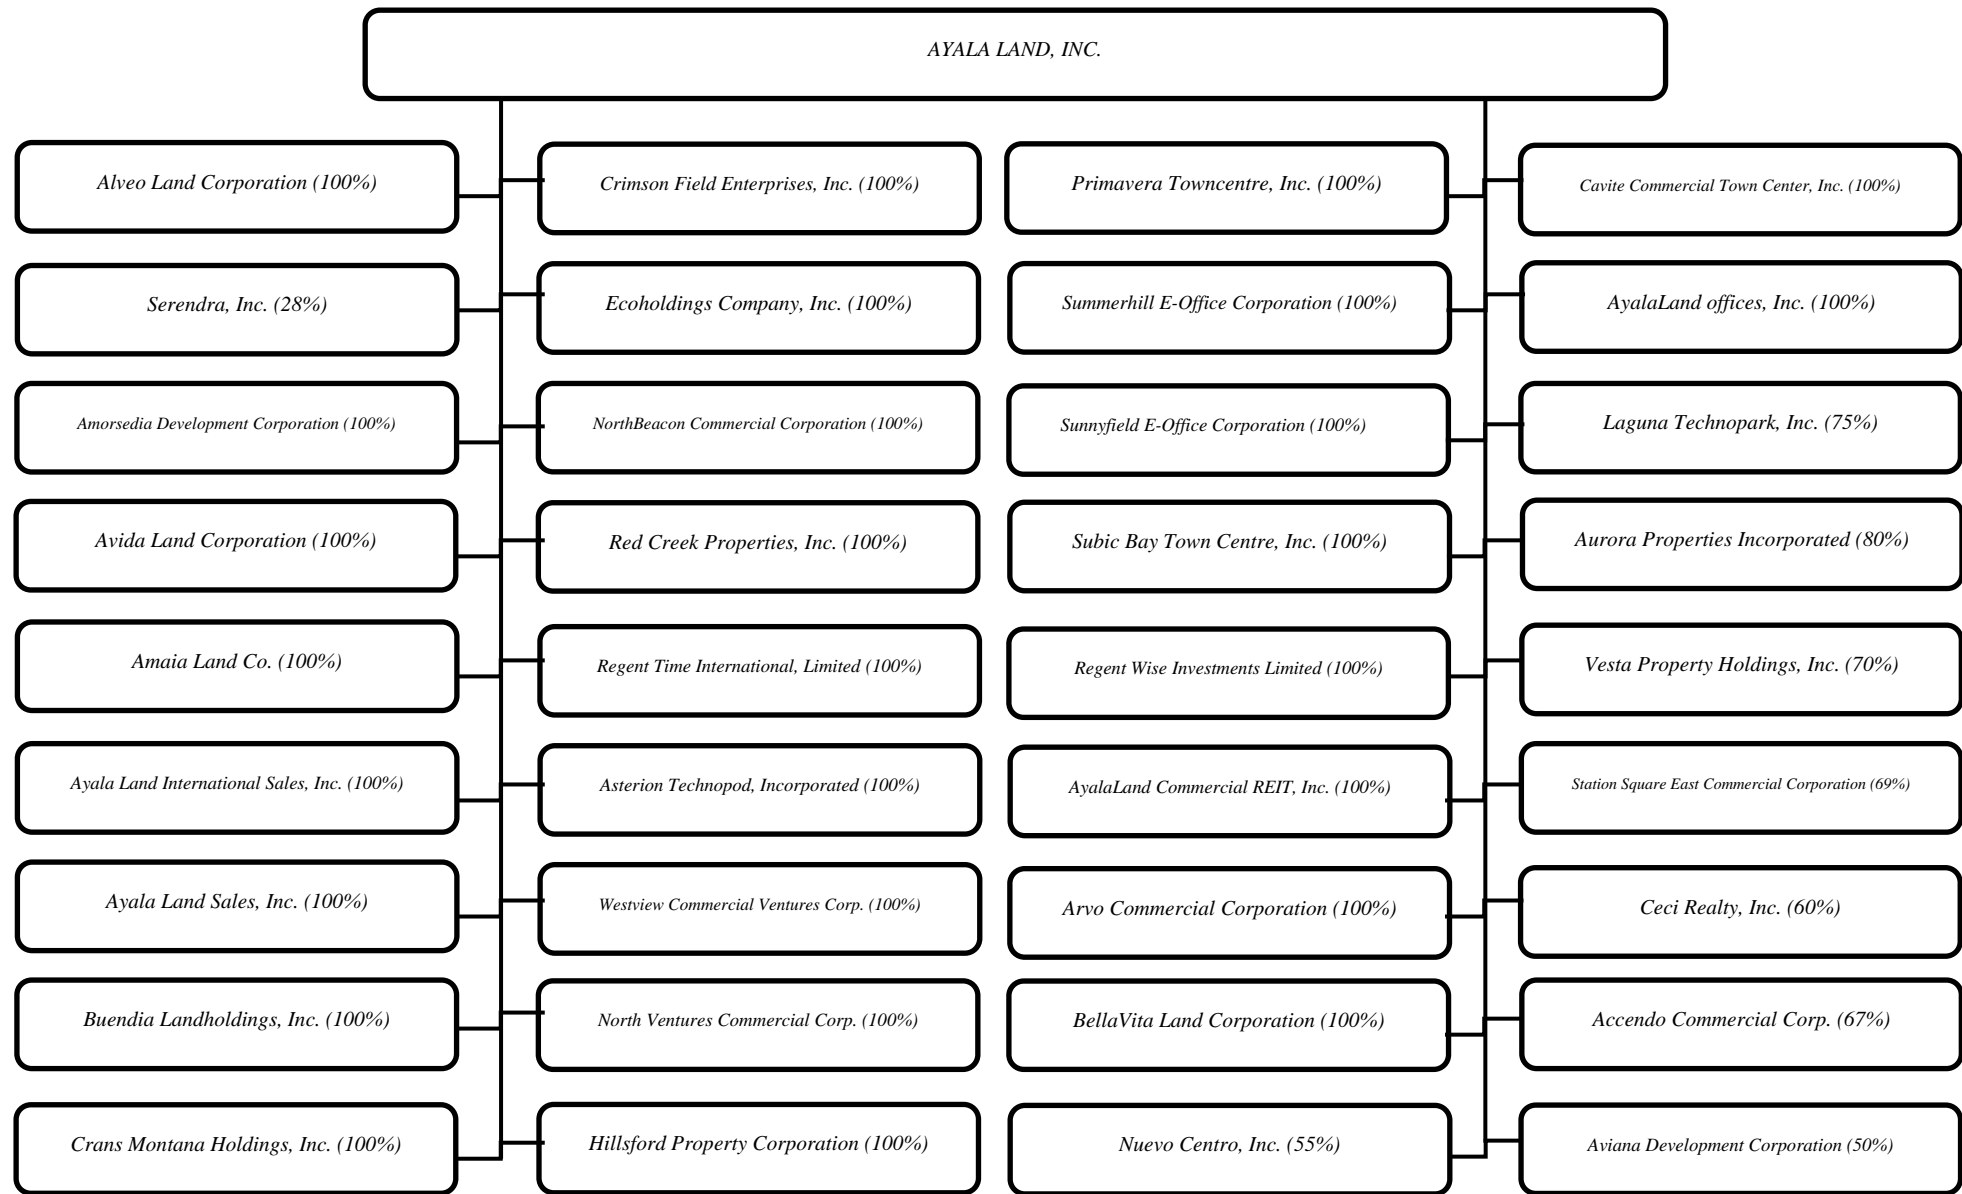 AYALA LAND, INC.
Alveo Land Corporation (100%)
Crimson Field Enterprises, Inc. (100%)
Primavera Towncentre, Inc. (100%)
Cavite Commercial Town Center, Inc. (100%)
Serendra, Inc. (28%)
Ecoholdings Company, Inc. (100%)
Summerhill E-Office Corporation (100%)
AyalaLand offices, Inc. (100%)
Amorsedia Development Corporation (100%)
NorthBeacon Commercial Corporation (100%)
Sunnyfield E-Office Corporation (100%)
Laguna Technopark, Inc. (75%)
Avida Land Corporation (100%)
Red Creek Properties, Inc. (100%)
Subic Bay Town Centre, Inc. (100%)
Aurora Properties Incorporated (80%)
Amaia Land Co. (100%)
Regent Time International, Limited (100%)
Regent Wise Investments Limited (100%)
Vesta Property Holdings, Inc. (70%)
Ayala Land International Sales, Inc. (100%)
Asterion Technopod, Incorporated (100%)
AyalaLand Commercial REIT, Inc. (100%)
Station Square East Commercial Corporation (69%)
Ayala Land Sales, Inc. (100%)
Westview Commercial Ventures Corp. (100%)
Arvo Commercial Corporation (100%)
Ceci Realty, Inc. (60%)
Buendia Landholdings, Inc. (100%)
North Ventures Commercial Corp. (100%)
BellaVita Land Corporation (100%)
Accendo Commercial Corp. (67%)
Crans Montana Holdings, Inc. (100%)
Hillsford Property Corporation (100%)
Nuevo Centro, Inc. (55%)
Aviana Development Corporation (50%)